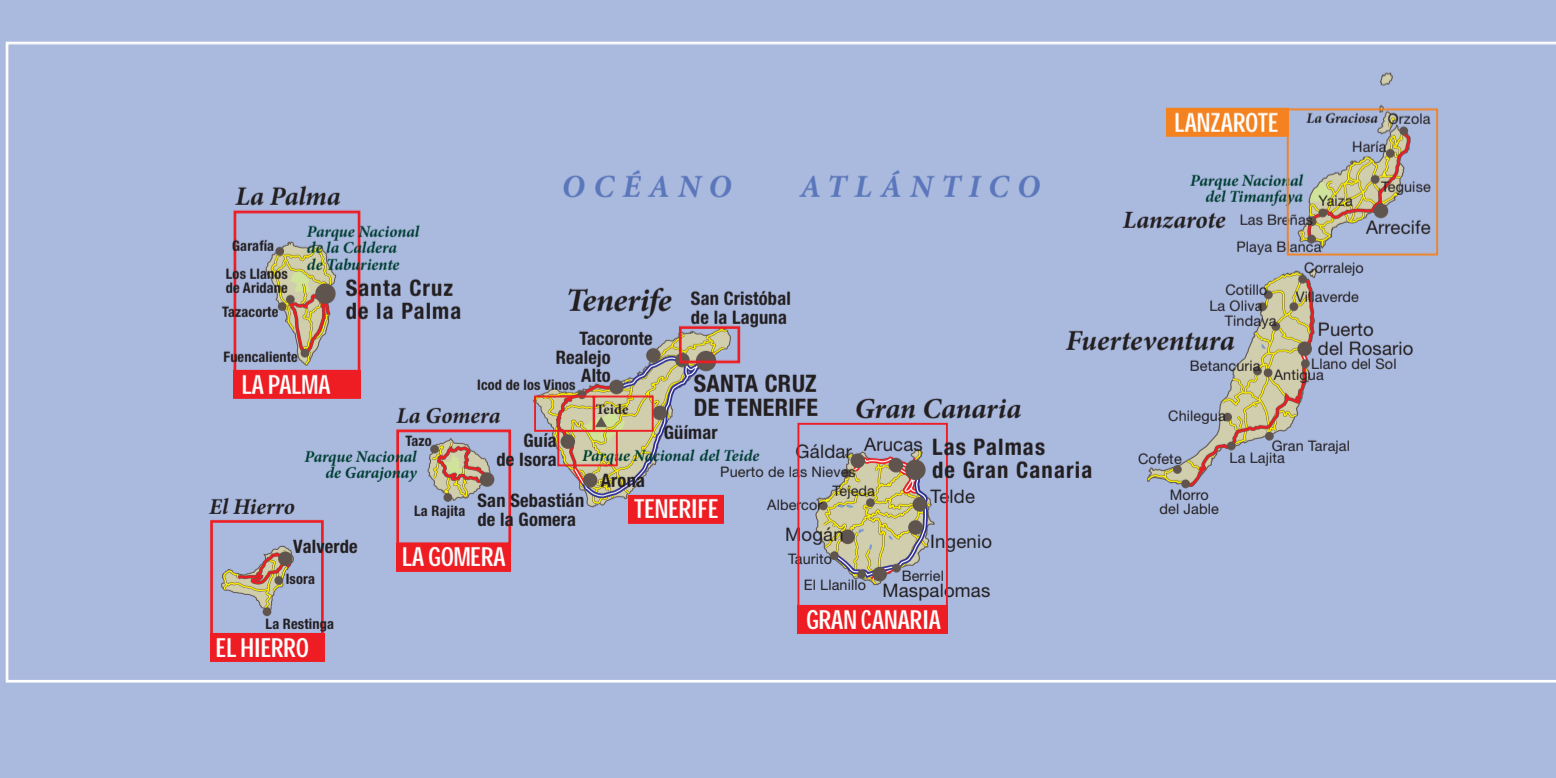 OCÉANO ATLÁNTICO
La Palma
Parque Nacional
de la Caldera
de Taburiente
Garafía
Los Llanos
de Aridane
Tazacorte
Santa Cruz
de la Palma
Fuencaliente
LA PALMA
El Hierro
Valverde
Isora
La Restinga
EL HIERRO
La Gomera
Tazo
Parque Nacional
de Garajonay
La Rajita
San Sebastián
de la Gomera
LA GOMERA
Tenerife
San Cristóbal
de la Laguna
Tacoronte
Realejo
Alto
Icod de los Vinos
SANTA CRUZ
DE TENERIFE
Teide
Güímar
Guía
de Isora
Parque Nacional del Teide
Arona
TENERIFE
Gran Canaria
Gáldar
Arucas
Las Palmas
de Gran Canaria
Puerto de las Nieves
Tejeda
Telde
Albercol
Mogán
Ingenio
Taurito
El Llanillo
Berriel
Maspalomas
GRAN CANARIA
LANZAROTE
La Graciosa
Orzola
Haría
Parque Nacional
del Timanfaya
Teguise
Yaiza
Lanzarote
Las Breñas
Arrecife
Playa Blanca
Corralejo
Cotillo
Villaverde
La Oliva
Tindaya
Fuerteventura
Puerto
del Rosario
Betancuria
Llano del Sol
Antigua
Chilegua
Gran Tarajal
La Lajita
Cofete
Morro
del Jable